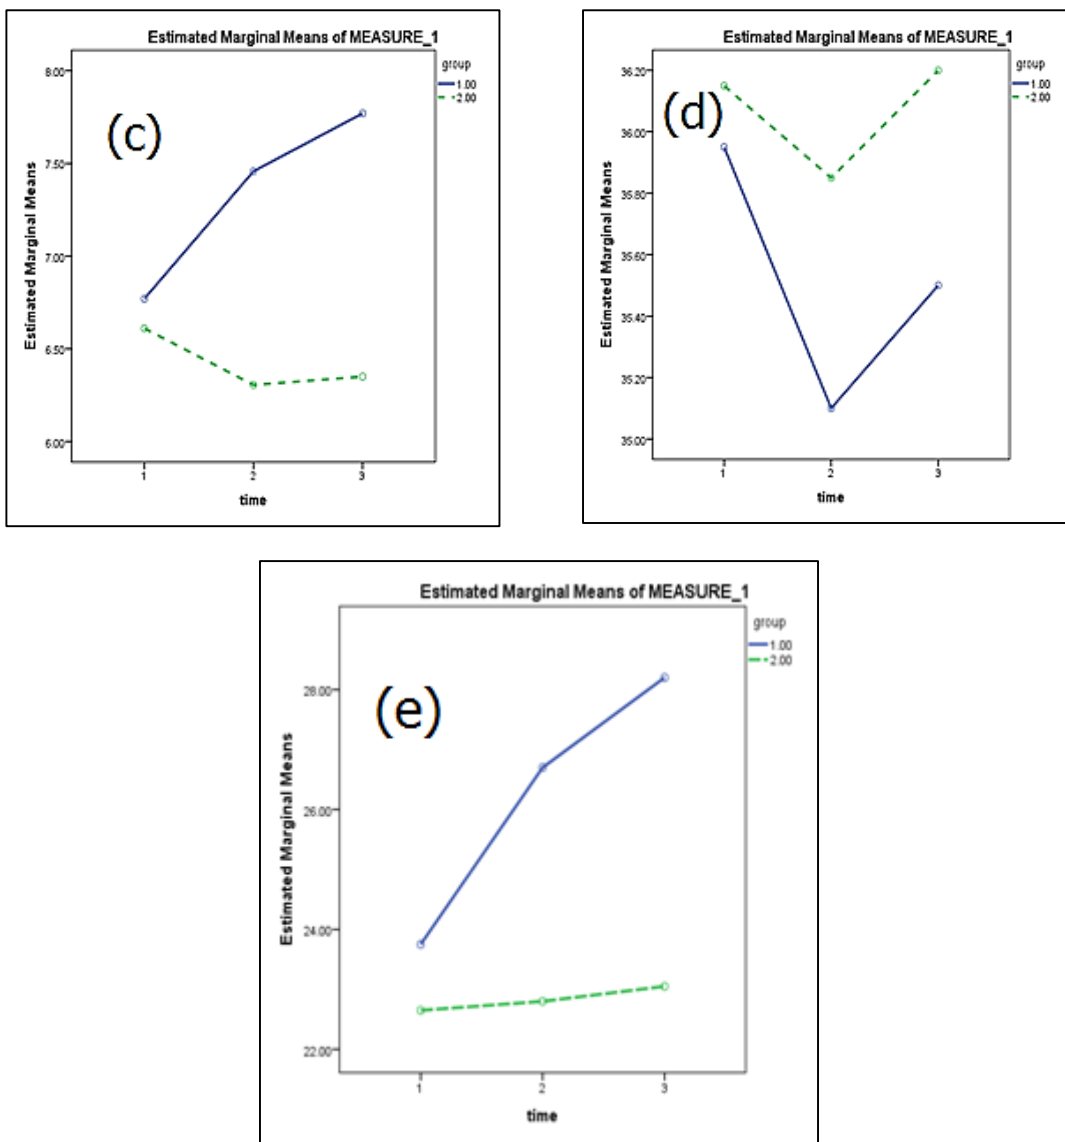 Estimated Marginal Means of MEASURE_1
group
1.00
2.00
(c)
8.00
7.50
7.00
6.50
6.00
Estimated Marginal Means
1 2 3
time
Estimated Marginal Means of MEASURE_1
group
1.00
2.00
(d)
36.20
36.00
35.80
35.60
35.40
35.20
35.00
Estimated Marginal Means
1 2 3
time
Estimated Marginal Means of MEASURE_1
group
1.00
2.00
(e)
28.00
26.00
24.00
22.00
Estimated Marginal Means
1 2 3
time